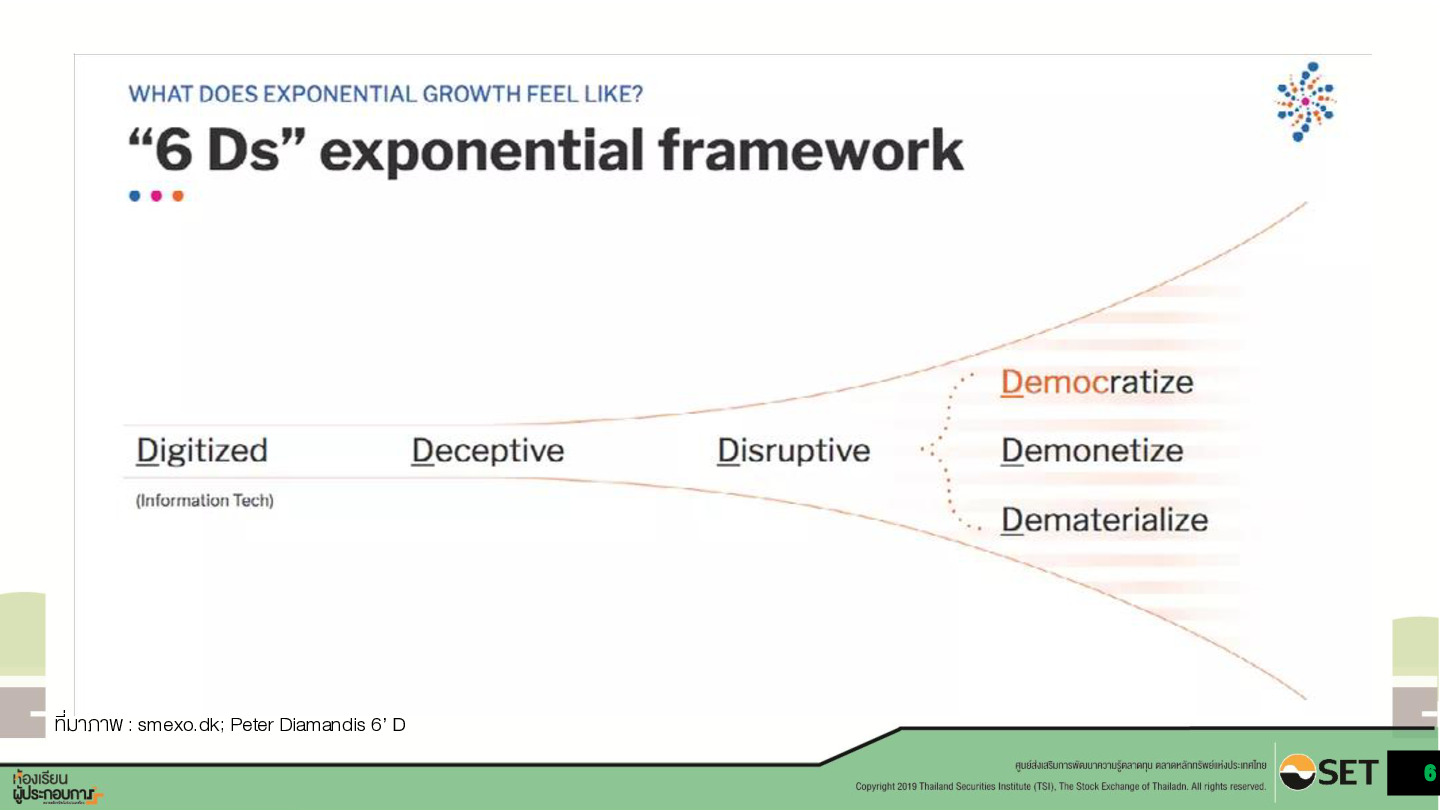 WHAT DOES EXPONENTIAL GROWTH FEEL LIKE?
“6 Ds” exponential framework
Digitized
(Information Tech)
Deceptive
Disruptive
Democratize
Demonetize
Dematerialize
ที่มาภาพ : smexo.dk; Peter Diamandis 6’ D
ห้องเรียน
ผู้ประกอบการ
ศูนย์ส่งเสริมการพัฒนาความรู้ตลาดทุน ตลาดหลักทรัพย์แห่งประเทศไทย
Copyright 2019 Thailand Securities Institute (TSI), The Stock Exchange of Thailadn. All rights reserved.
SET
6